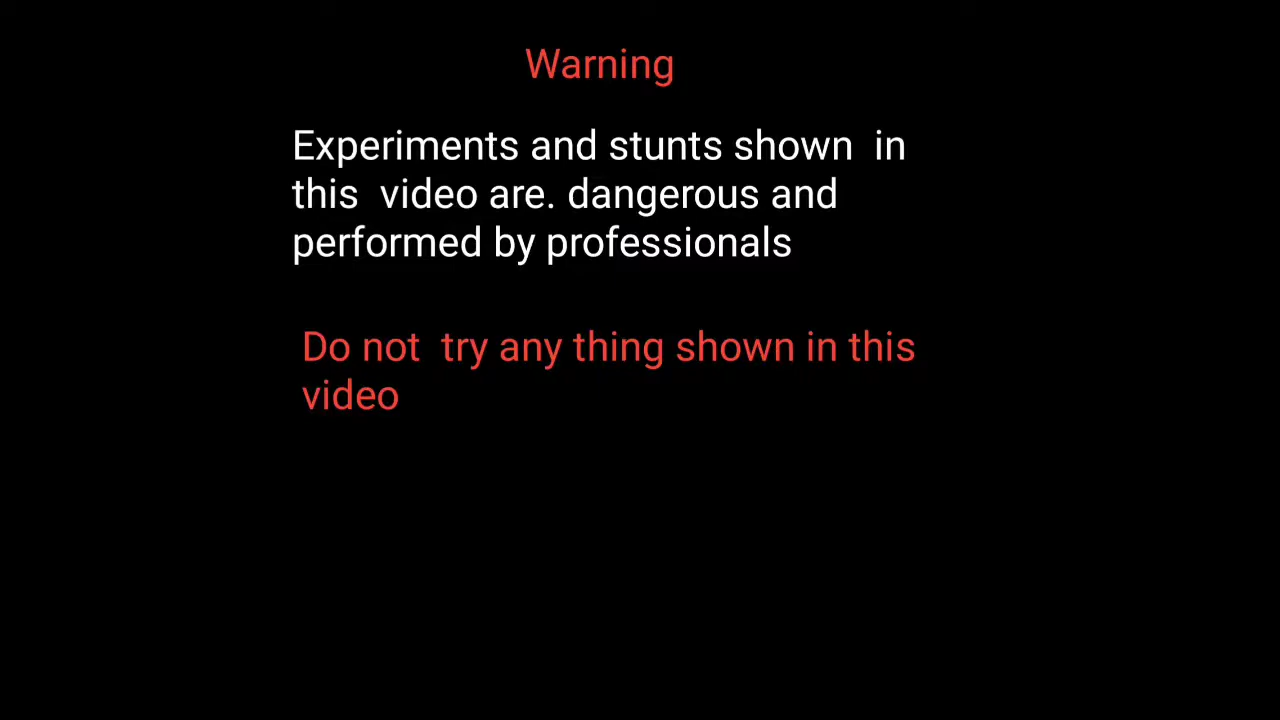 Warning
Experiments and stunts shown  in
this  video are. dangerous and
performed by professionals
Do not  try any thing shown in this
video